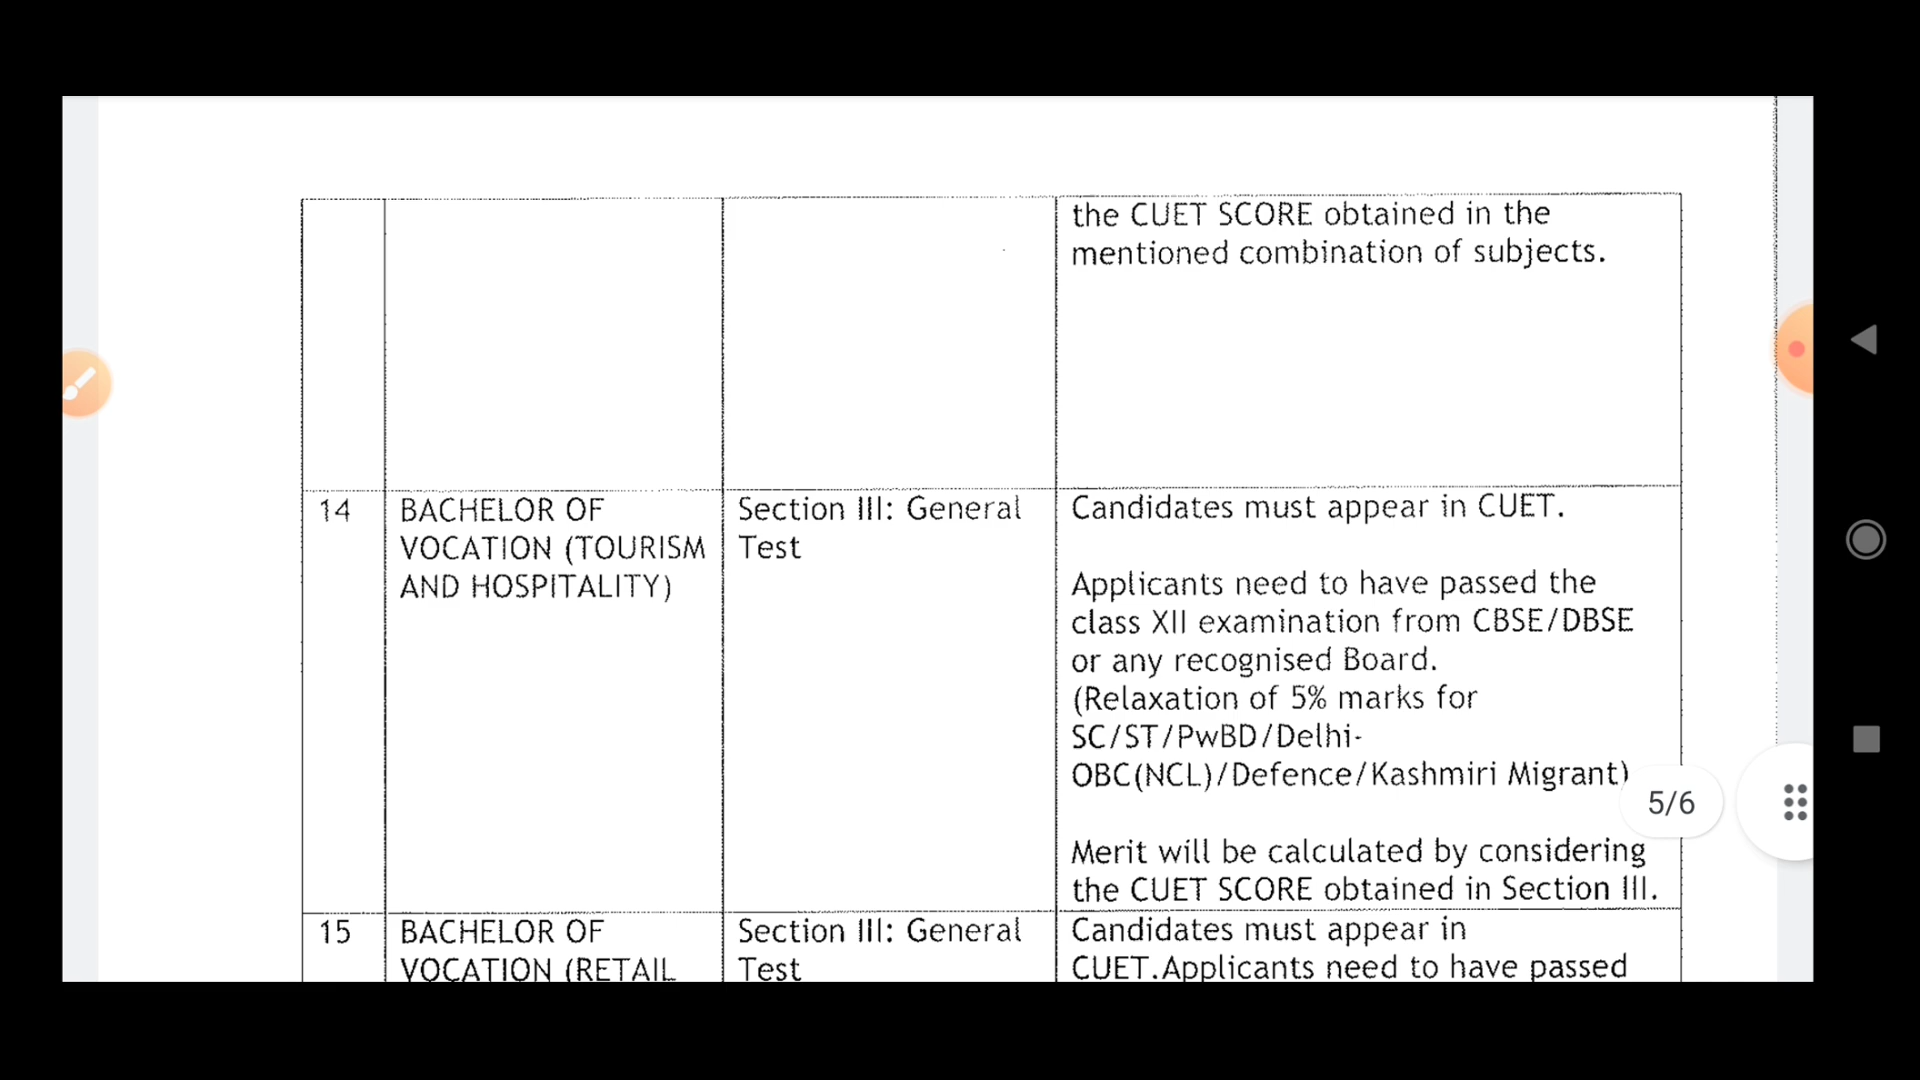 the CUET SCORE obtained in the
mentioned combination of subjects.
14
BACHELOR OF
VOCATION (TOURISM
AND HOSPITALITY)
Section III: General
Test
Candidates must appear in CUET.
Applicants need to have passed the
class XII examination from CBSE/DBSE
or any recognised Board.
(Relaxation of 5% marks for
SC/ST/PwBD/Delhi-
OBC(NCL)/Defence/Kashmiri Migrant)
Merit will be calculated by considering
the CUET SCORE obtained in Section III.
15
BACHELOR OF
VOCATION (RETAIL
Section III: General
Test
Candidates must appear in
CUET.Applicants need to have passed
5/6